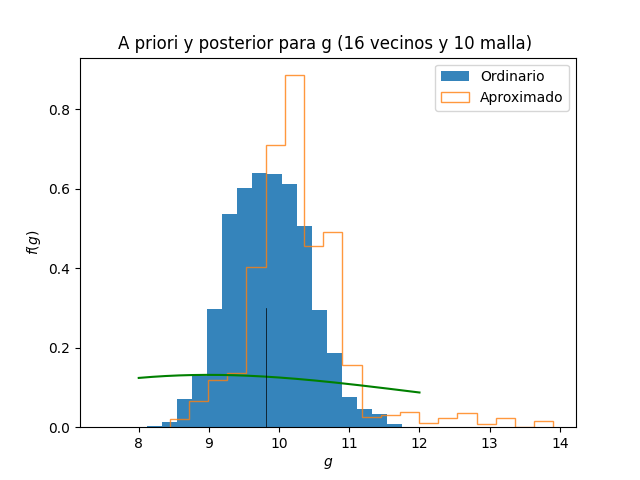 A priori y posterior para g (16 vecinos y 10 malla)
Ordinario
Aproximado
f(g)
0.8
0.6
0.4
0.2
0.0
8 9 10 11 12 13 14
g